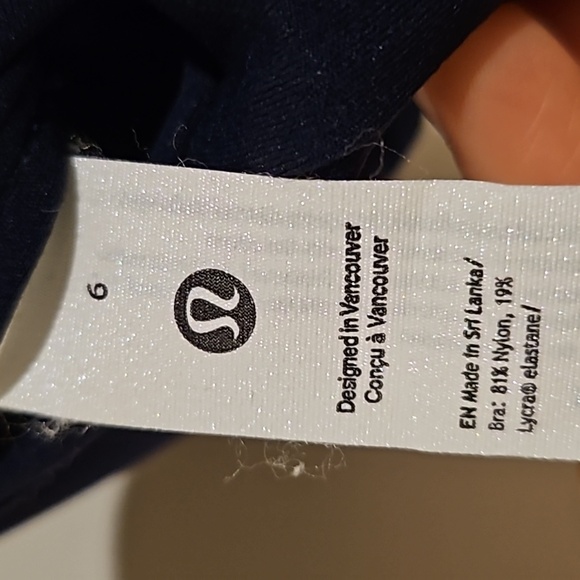 6
Designed in Vancouver
Conçu à Vancouver
EN Made in Sri Lanka/
Bra: 81% Nylon, 19%
Lycra® elastane/